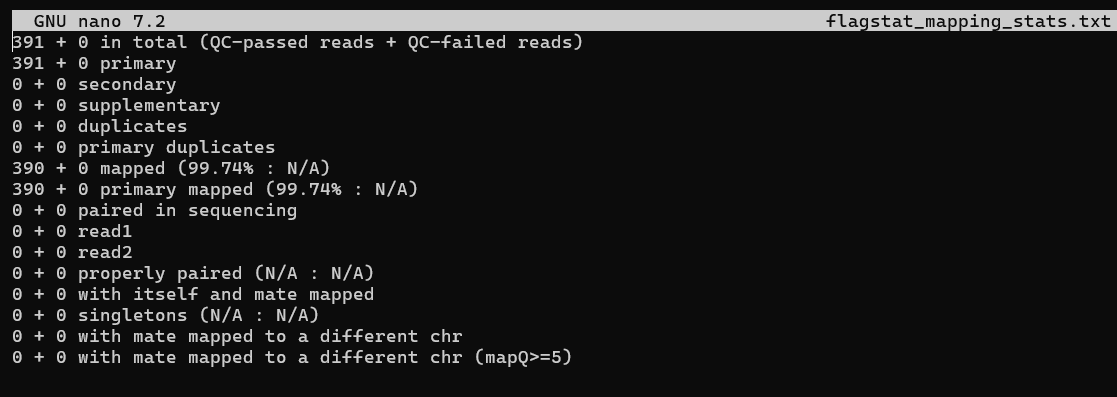 GNU nano 7.2 flagstat_mapping_stats.txt
391 + 0 in total (QC-passed reads + QC-failed reads)
391 + 0 primary
0 + 0 secondary
0 + 0 supplementary
0 + 0 duplicates
0 + 0 primary duplicates
390 + 0 mapped (99.74% : N/A)
390 + 0 primary mapped (99.74% : N/A)
0 + 0 paired in sequencing
0 + 0 read1
0 + 0 read2
0 + 0 properly paired (N/A : N/A)
0 + 0 with itself and mate mapped
0 + 0 singletons (N/A : N/A)
0 + 0 with mate mapped to a different chr
0 + 0 with mate mapped to a different chr (mapQ>=5)